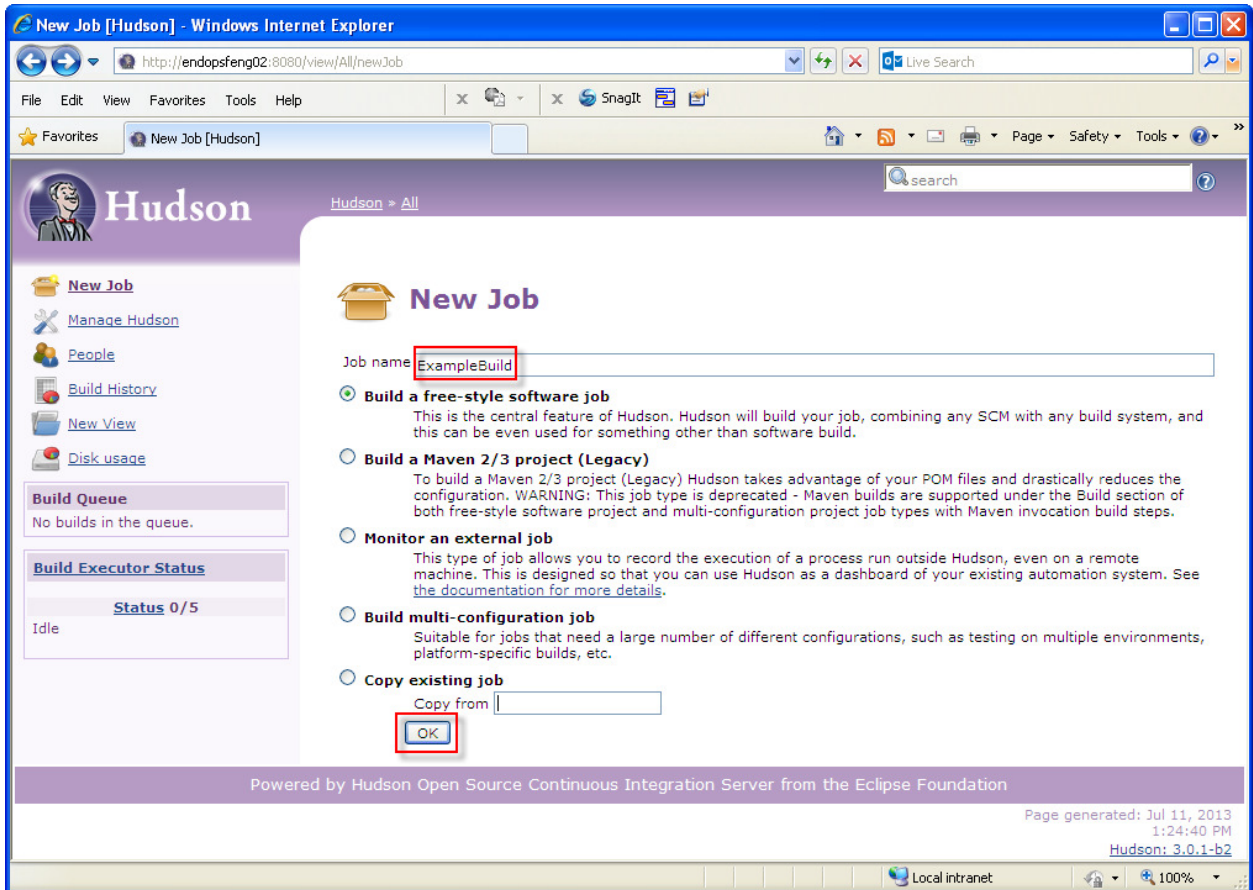 New Job [Hudson] - Windows Internet Explorer
http://endopsfeng02:8080/view/All/newJob
Live Search
File Edit View Favorites Tools Help
x x SnagIt
Favorites
New Job [Hudson]
Page Safety Tools »
Hudson
search
Hudson » All
New Job
Manage Hudson
People
Build History
New View
Disk usage
Build Queue
No builds in the queue.
Build Executor Status
Status 0/5
Idle
New Job
Job name ExampleBuild
Build a free-style software job
This is the central feature of Hudson. Hudson will build your job, combining any SCM with any build system, and
this can be even used for something other than software build.
Build a Maven 2/3 project (Legacy)
To build a Maven 2/3 project (Legacy) Hudson takes advantage of your POM files and drastically reduces the
configuration. WARNING: This job type is deprecated - Maven builds are supported under the Build section of
both free-style software project and multi-configuration project job types with Maven invocation build steps.
Monitor an external job
This type of job allows you to record the execution of a process run outside Hudson, even on a remote
machine. This is designed so that you can use Hudson as a dashboard of your existing automation system. See
the documentation for more details.
Build multi-configuration job
Suitable for jobs that need a large number of different configurations, such as testing on multiple environments,
platform-specific builds, etc.
Copy existing job
Copy from
OK
Powered by Hudson Open Source Continuous Integration Server from the Eclipse Foundation
Page generated: Jul 11, 2013
1:24:40 PM
Hudson: 3.0.1-b2
Local intranet
100%